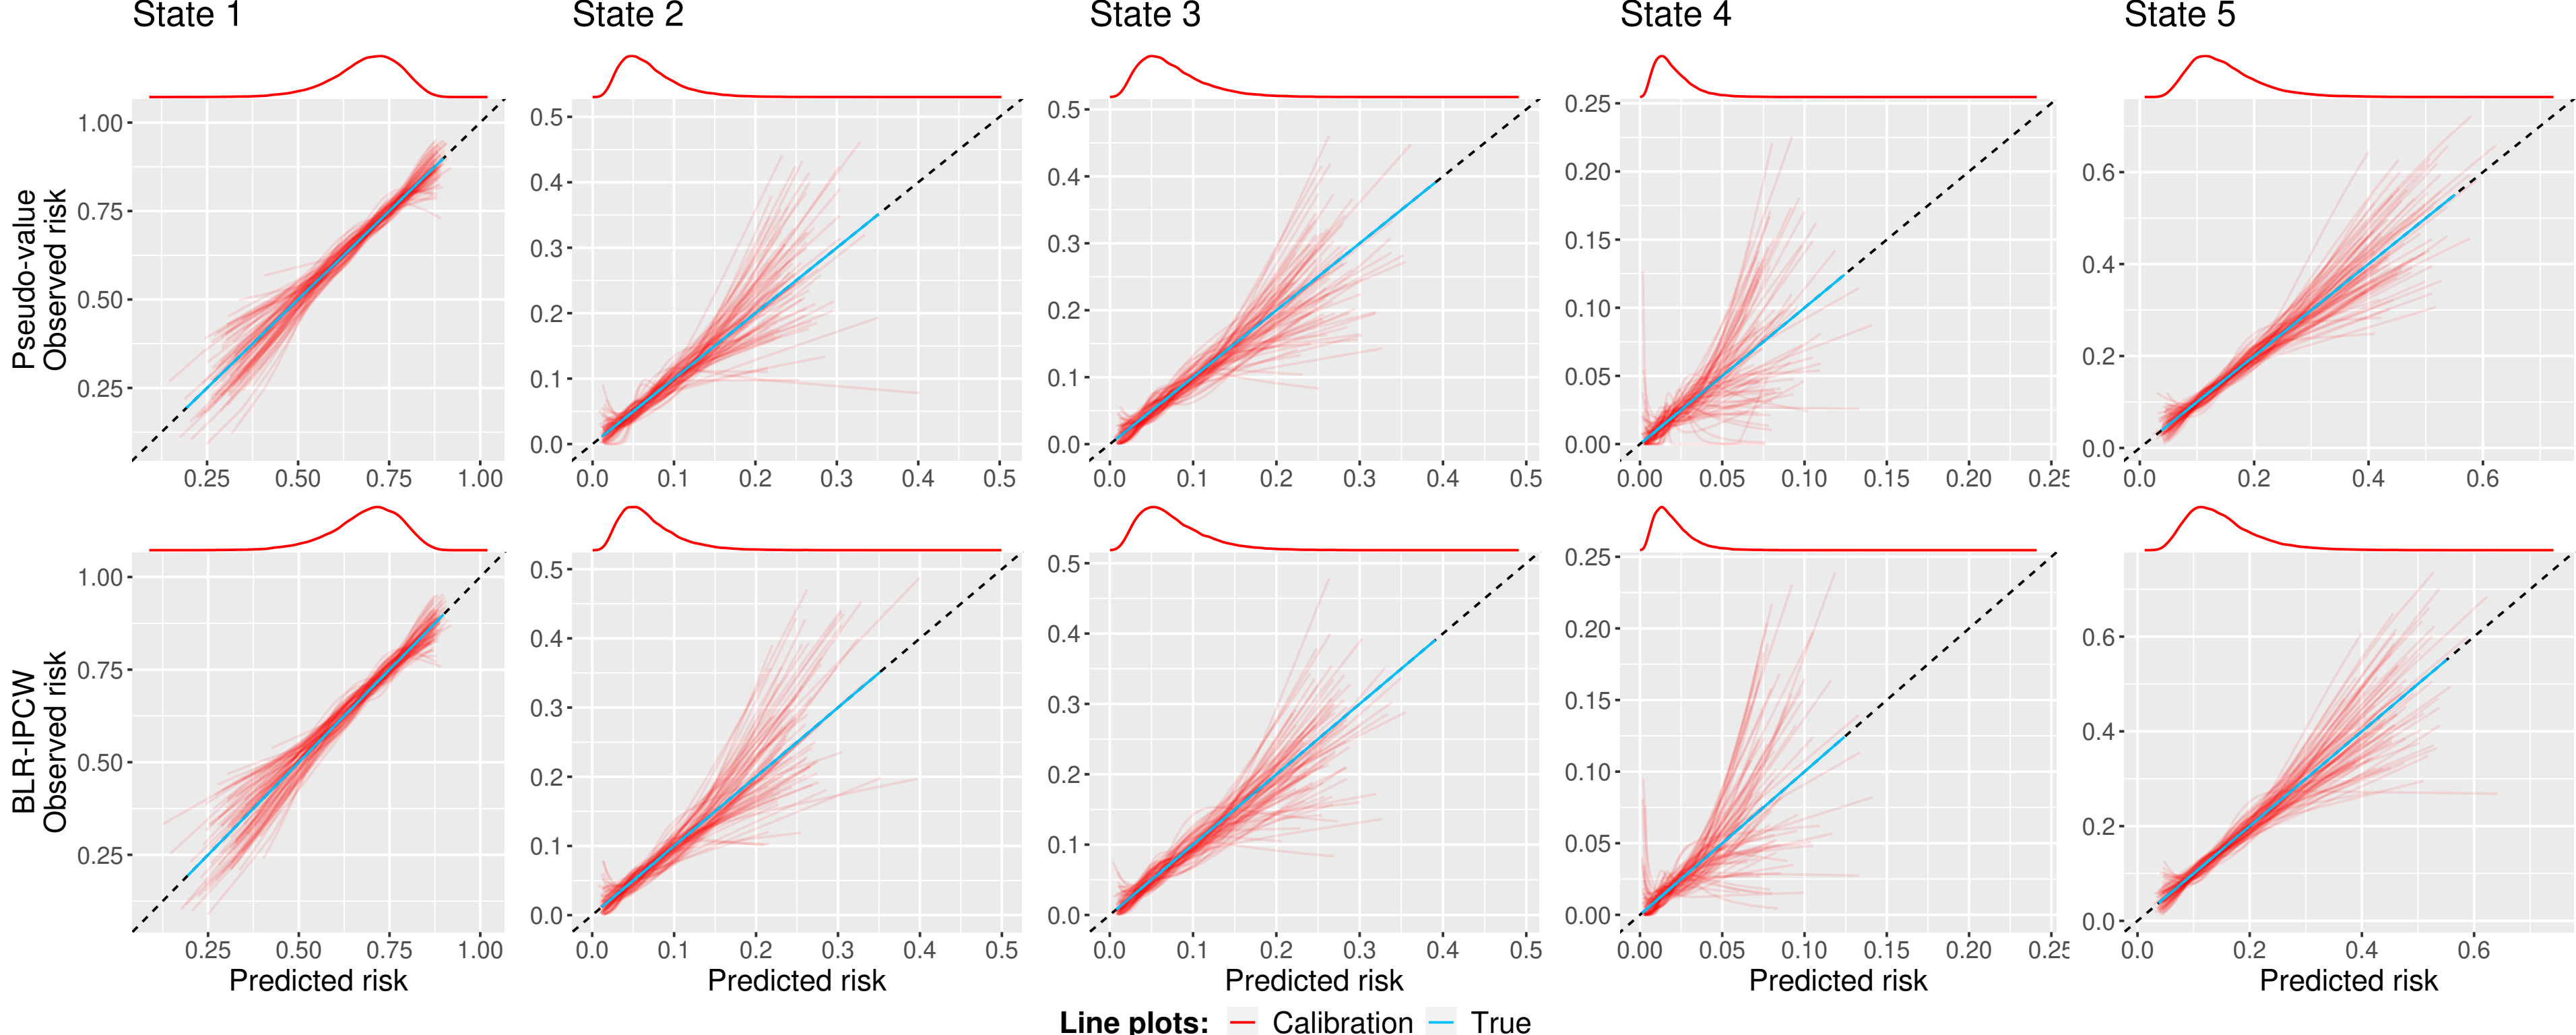 State 1
State 2
State 3
State 4
State 5
Pseudo-value
Observed risk
1.00
0.75
0.50
0.25
0.25 0.50 0.75 1.00
0.5
0.4
0.3
0.2
0.1
0.0
0.0 0.1 0.2 0.3 0.4 0.5
0.5
0.4
0.3
0.2
0.1
0.0
0.0 0.1 0.2 0.3 0.4 0.5
0.25
0.20
0.15
0.10
0.05
0.00
0.00 0.05 0.10 0.15 0.20 0.25
0.6
0.4
0.2
0.0
0.0 0.2 0.4 0.6
BLR-IPCW
Observed risk
1.00
0.75
0.50
0.25
0.25 0.50 0.75 1.00
Predicted risk
0.5
0.4
0.3
0.2
0.1
0.0
0.0 0.1 0.2 0.3 0.4 0.5
Predicted risk
0.5
0.4
0.3
0.2
0.1
0.0
0.0 0.1 0.2 0.3 0.4 0.5
Predicted risk
0.25
0.20
0.15
0.10
0.05
0.00
0.00 0.05 0.10 0.15 0.20 0.25
Predicted risk
0.6
0.4
0.2
0.0
0.0 0.2 0.4 0.6
Predicted risk
Line plots: Calibration True